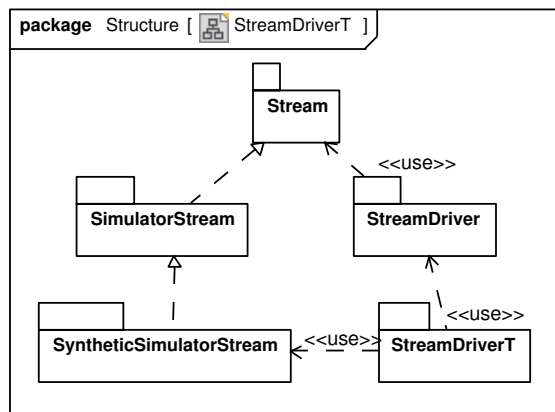 package Structure [ StreamDriverT ]
Stream
<<use>>
SimulatorStream
StreamDriver
<<use>>
<<use>>
SyntheticSimulatorStream
StreamDriverT